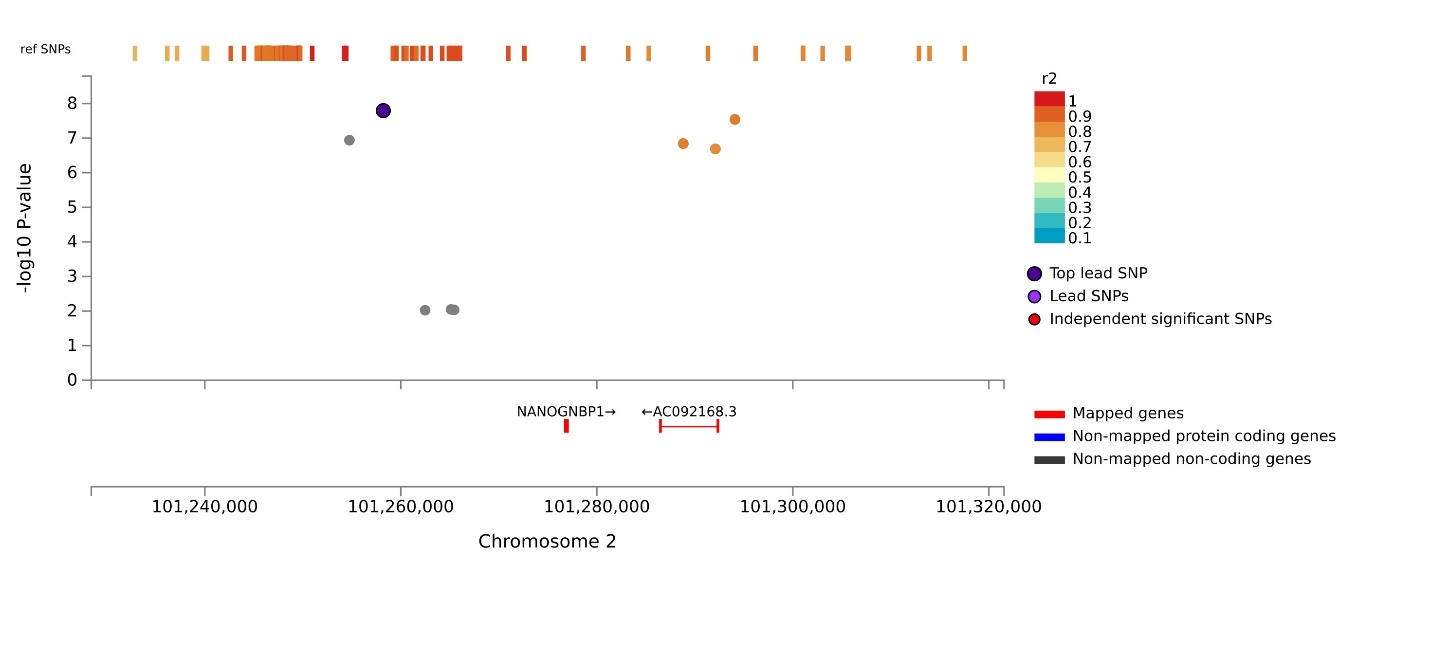 ref SNPs
r2
1
0.9
0.8
0.7
0.6
0.5
0.4
0.3
0.2
0.1
-log10 P-value
8
7
6
5
4
3
2
1
0
Top lead SNP
Lead SNPs
Independent significant SNPs
NANOGNBP1→
←AC092168.3
Mapped genes
Non-mapped protein coding genes
Non-mapped non-coding genes
101,240,000
101,260,000
101,280,000
101,300,000
101,320,000
Chromosome 2